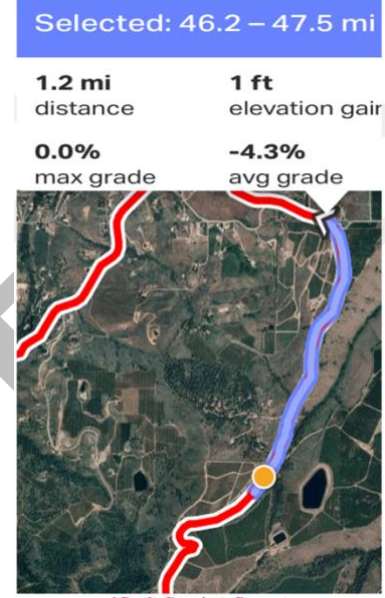 Selected: 46.2 – 47.5 mi
1.2 mi
distance
1 ft
elevation gair
0.0%
max grade
-4.3%
avg grade